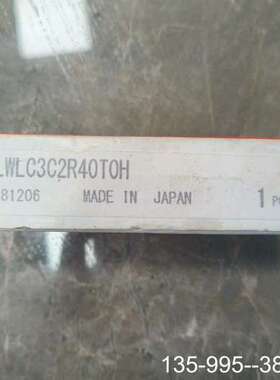 LWLC3C2R40T0H
81206 MADE IN JAPAN 1
135-995--38